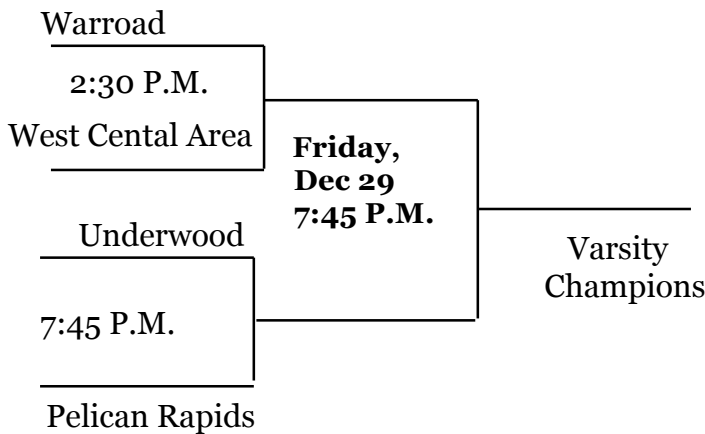 Warroad
2:30 P.M.
West Cental Area
Friday,
Dec 29
7:45 P.M.
Underwood
7:45 P.M.
Pelican Rapids
Varsity
Champions